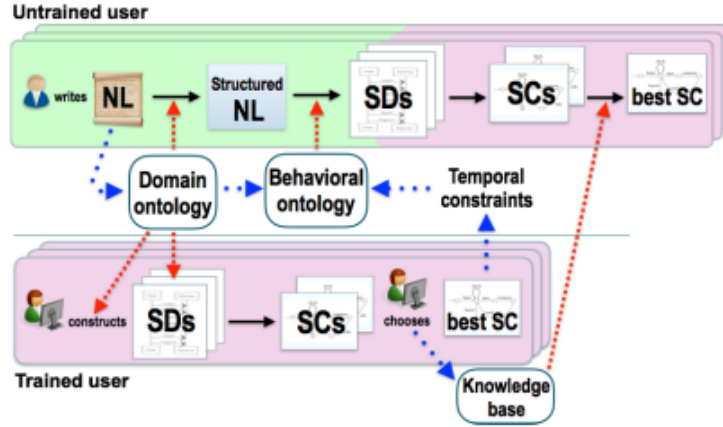 Untrained user
writes
NL
Structured
NL
SDs
SCs
best SC
Domain
ontology
Behavioral
ontology
Temporal
constraints
constructs
SDs
SCs
chooses
best SC
Trained user
Knowledge
base